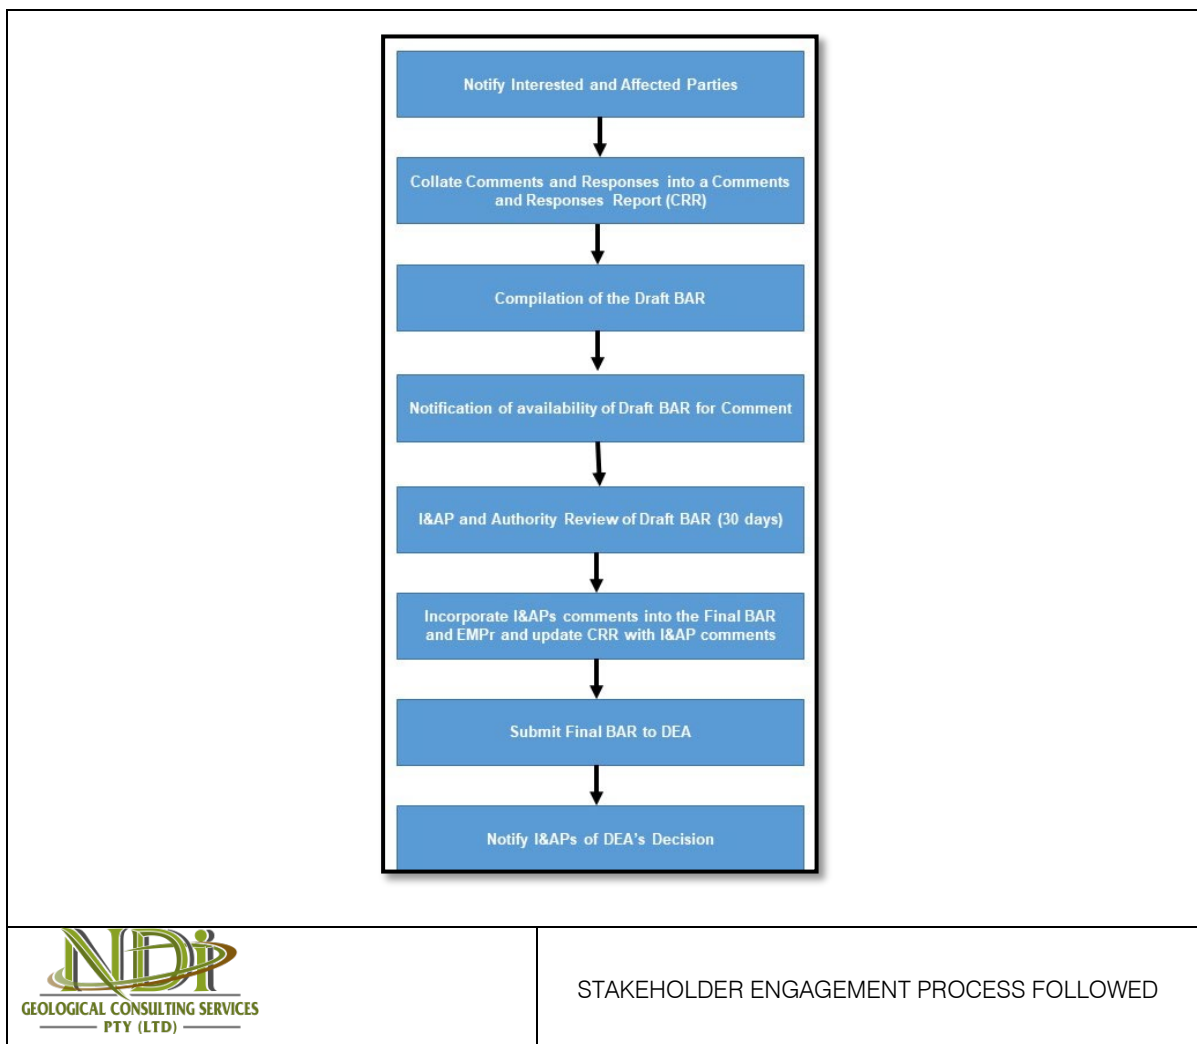 Notify Interested and Affected Parties
Collate Comments and Responses into a Comments
and Responses Report (CRR)
Compilation of the Draft BAR
Notification of availability of Draft BAR for Comment
I&AP and Authority Review of Draft BAR (30 days)
Incorporate I&APs comments into the Final BAR
and EMPr and update CRR with I&AP comments
Submit Final BAR to DEA
Notify I&APs of DEA's Decision
NDi
GEOLOGICAL CONSULTING SERVICES
PTY (LTD)
STAKEHOLDER ENGAGEMENT PROCESS FOLLOWED